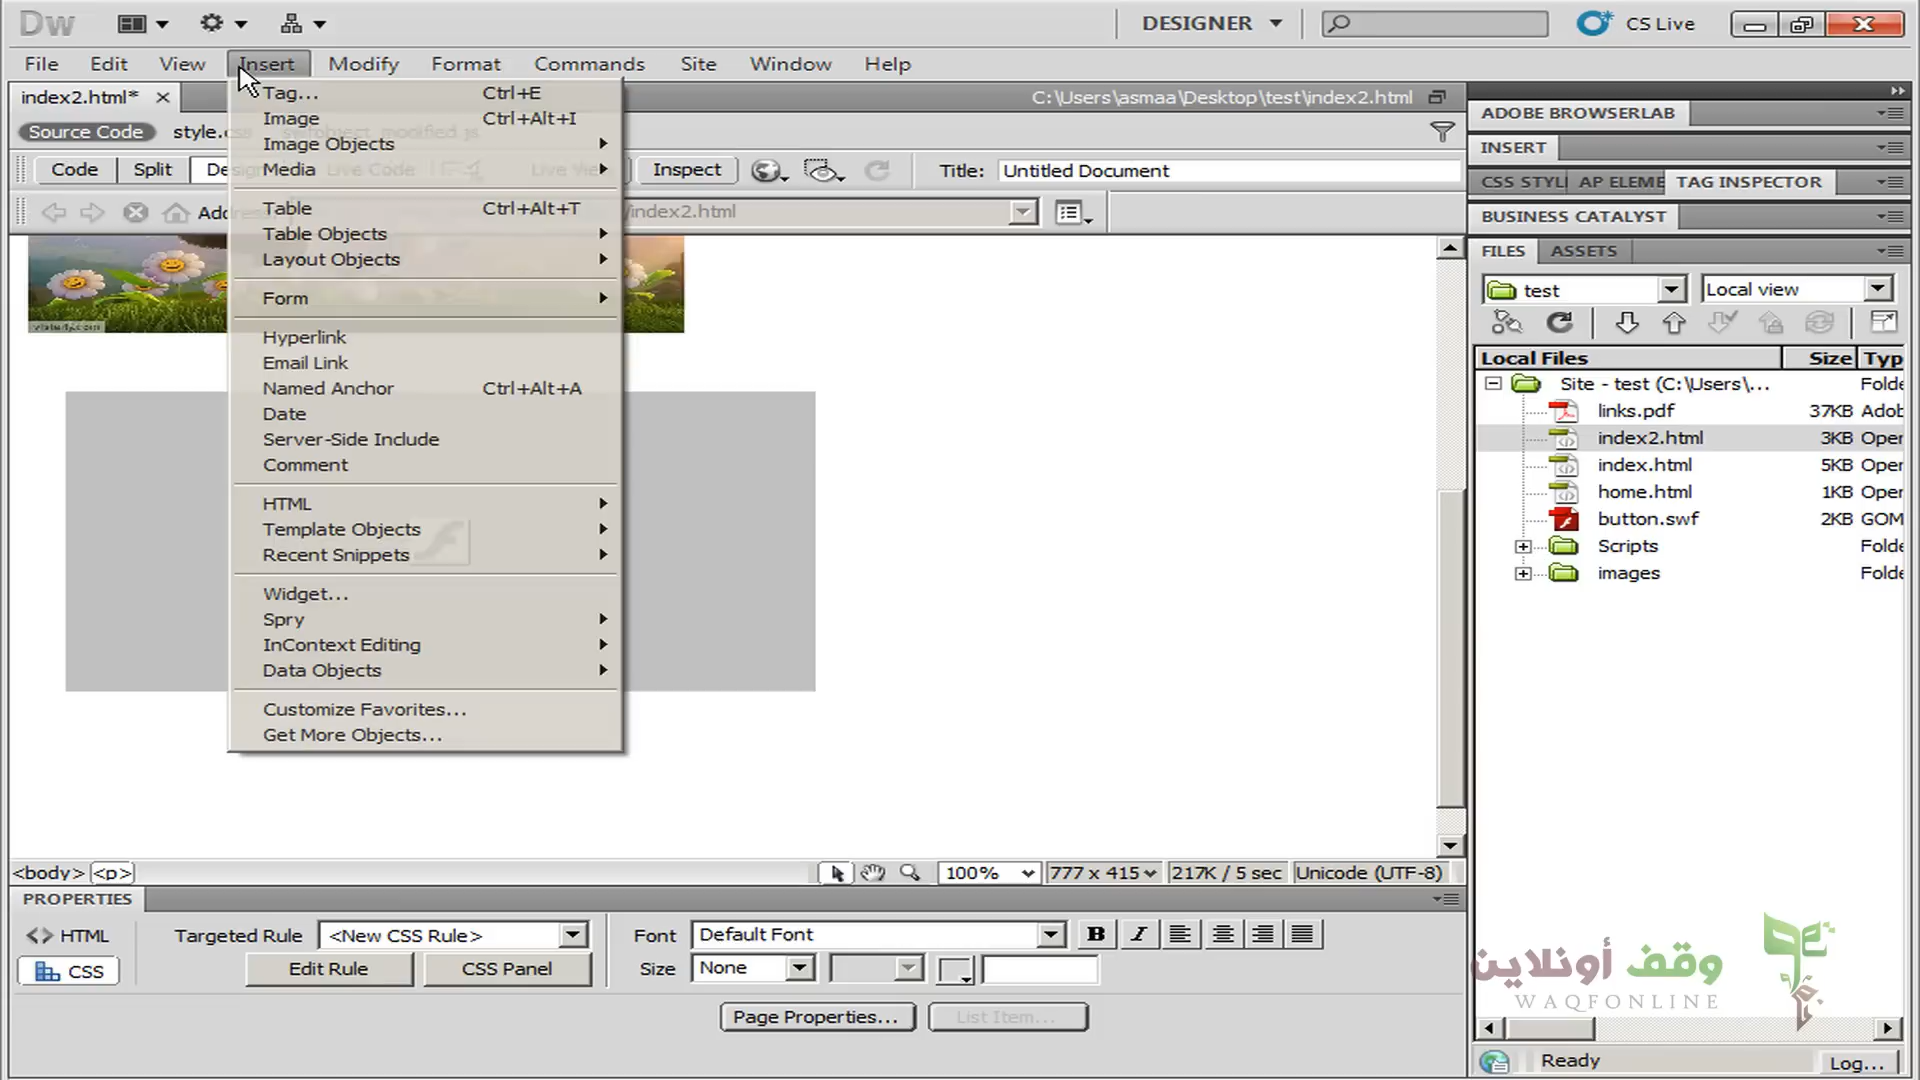 Dw
DESIGNER
CS Live
File Edit View Insert Modify Format Commands Site Window Help
index2.html*
C:\Users\asmaa\Desktop\test\index2.html
Source Code style.css
Code Split Inspect Title: Untitled Document
/index2.html
Tag... Ctrl+E
Image Ctrl+Alt+I
Image Objects
Media
Table Ctrl+Alt+T
Table Objects
Layout Objects
Form
Hyperlink
Email Link
Named Anchor Ctrl+Alt+A
Date
Server-Side Include
Comment
HTML
Template Objects
Recent Snippets
Widget...
Spry
InContext Editing
Data Objects
Customize Favorites...
Get More Objects...
ADOBE BROWSERLAB
INSERT
CSS STYL AP ELEME TAG INSPECTOR
BUSINESS CATALYST
FILES ASSETS
test Local view
Local Files Size Typ
Site - test (C:\Users\... Folde
links.pdf 37KB Adob
index2.html 3KB Oper
index.html 5KB Oper
home.html 1KB Oper
button.swf 2KB GOM
Scripts Folde
images Folde
<body> <p> 100% 777 x 415 217K / 5 sec Unicode (UTF-8)
PROPERTIES
<> HTML Targeted Rule <New CSS Rule> Font Default Font B I
CSS Edit Rule CSS Panel Size None
Page Properties... List Item...
وقف أونلاين
WAQFONLINE
Ready Log...